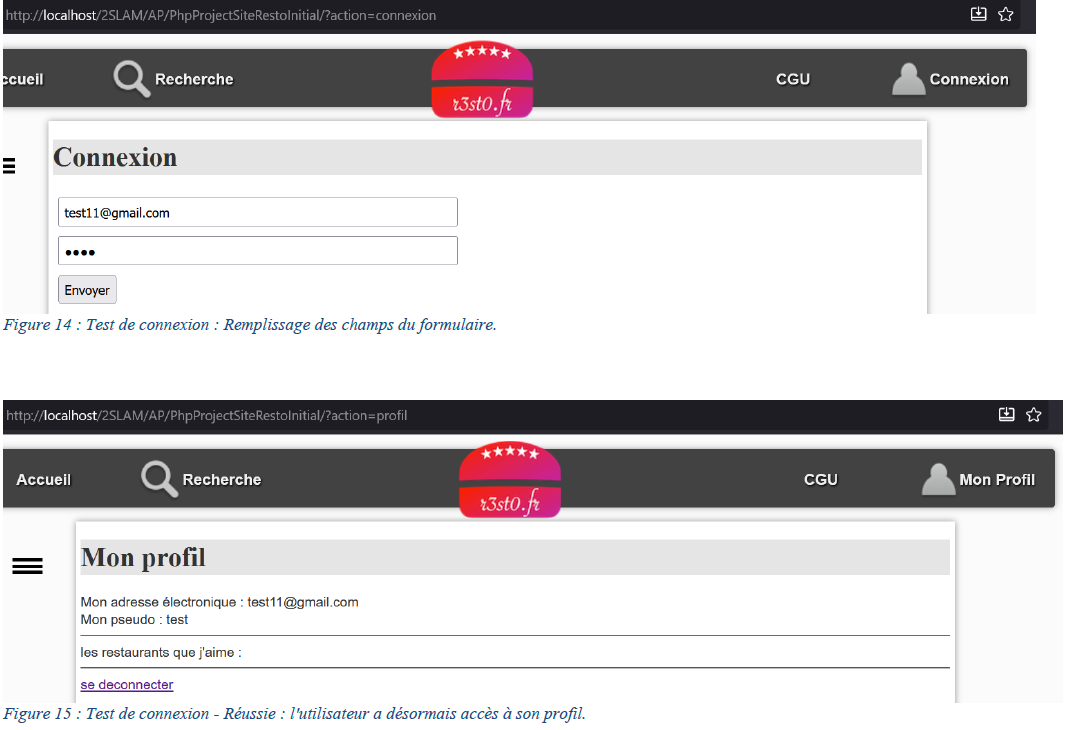 http://localhost/2SLAM/AP/PhpProjectSiteRestoInitial/?action=connexion
ccueil Recherche r3st0.fr CGU Connexion
Connexion
test11@gmail.com
••••
Envoyer
Figure 14 : Test de connexion : Remplissage des champs du formulaire.
http://localhost/2SLAM/AP/PhpProjectSiteRestoInitial/?action=profil
Accueil Recherche r3st0.fr CGU Mon Profil
Mon profil
Mon adresse électronique : test11@gmail.com
Mon pseudo : test
les restaurants que j'aime :
se deconnecter
Figure 15 : Test de connexion - Réussie : l'utilisateur a désormais accès à son profil.